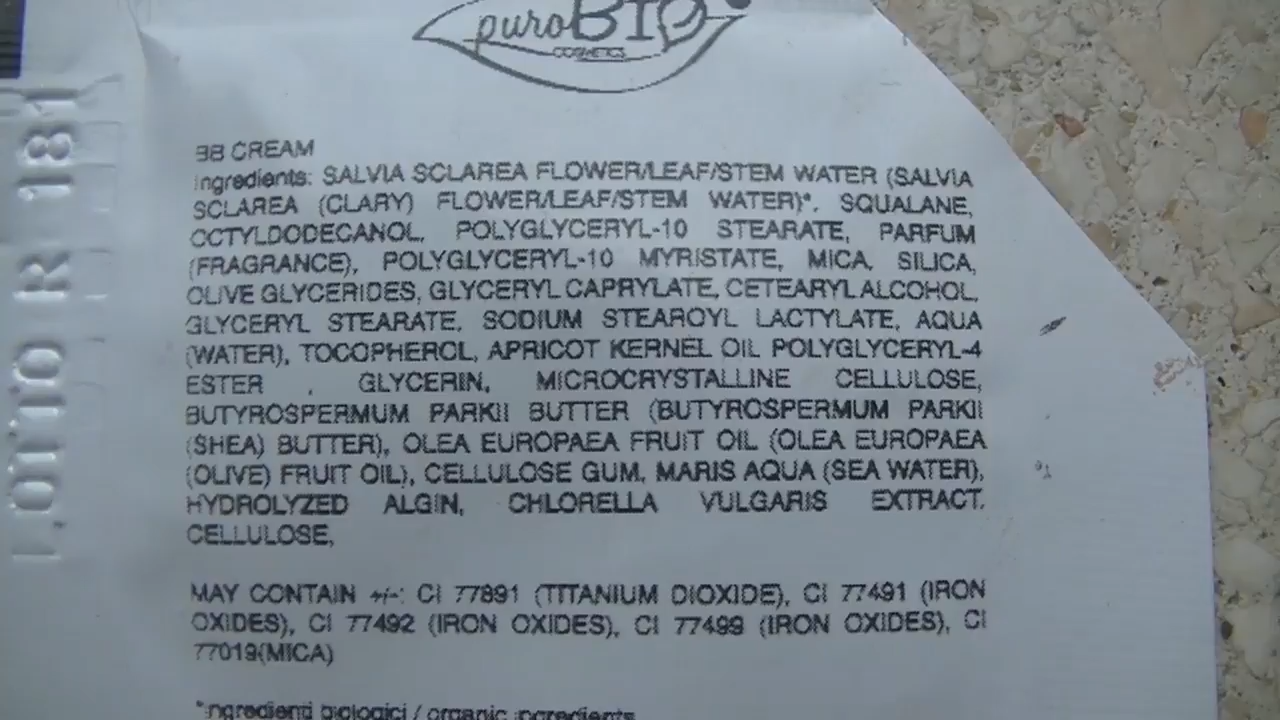 puroBIO
COSMETICS
BB CREAM
Ingredients: SALVIA SCLAREA FLOWER/LEAF/STEM WATER (SALVIA
SCLAREA (CLARY) FLOWER/LEAF/STEM WATER)*, SQUALANE,
OCTYLDODECANOL, POLYGLYCERYL-10 STEARATE, PARFUM
(FRAGRANCE), POLYGLYCERYL-10 MYRISTATE, MICA, SILICA,
OLIVE GLYCERIDES, GLYCERYL CAPRYLATE, CETEARYL ALCOHOL,
GLYCERYL STEARATE, SODIUM STEAROYL LACTYLATE, AQUA
(WATER), TOCOPHEROL, APRICOT KERNEL OIL POLYGLYCERYL-4
ESTER , GLYCERIN, MICROCRYSTALLINE CELLULOSE,
BUTYROSPERMUM PARKII BUTTER (BUTYROSPERMUM PARKII
(SHEA) BUTTER), OLEA EUROPAEA FRUIT OIL (OLEA EUROPAEA
(OLIVE) FRUIT OIL), CELLULOSE GUM, MARIS AQUA (SEA WATER),
HYDROLYZED ALGIN, CHLORELLA VULGARIS EXTRACT.
CELLULOSE,
MAY CONTAIN +/-: CI 77891 (TITANIUM DIOXIDE), CI 77491 (IRON
OXIDES), CI 77492 (IRON OXIDES), CI 77499 (IRON OXIDES), CI
77019(MICA)
*Ingredienti biologici / organic ingredients
LOTTO R 181